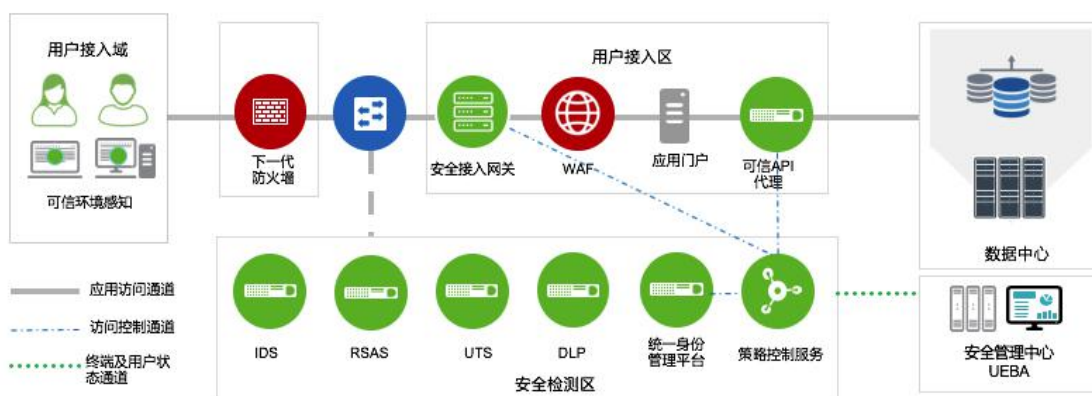 用户接入域
可信环境感知
下一代
防火墙
用户接入区
安全接入网关
WAF
应用门户
可信API
代理
数据中心
应用访问通道
访问控制通道
终端及用户状
态通道
IDS
RSAS
UTS
DLP
统一身份
管理平台
策略控制服务
安全检测区
安全管理中心
UEBA